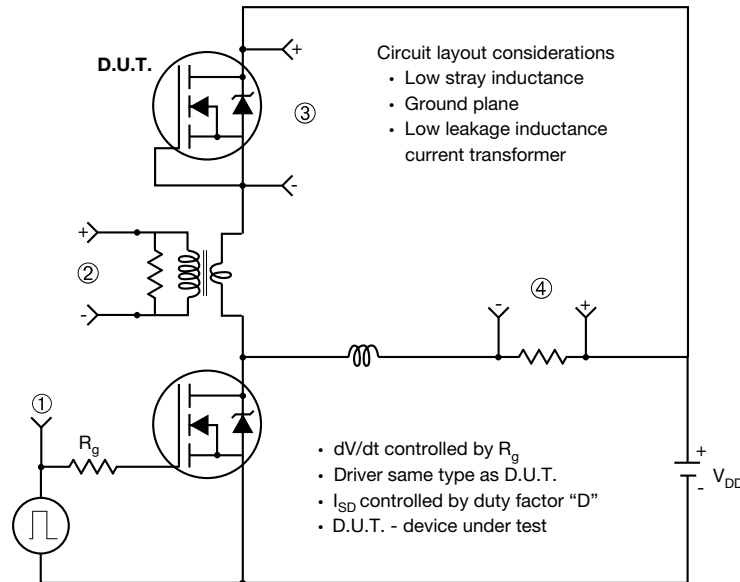 +
D.U.T.
Circuit layout considerations
• Low stray inductance
• Ground plane
• Low leakage inductance
current transformer
③
-
+
②
-
④
-
+
①
Rg
• dV/dt controlled by Rg
• Driver same type as D.U.T.
• ISD controlled by duty factor “D”
• D.U.T. - device under test
+
VDD
-